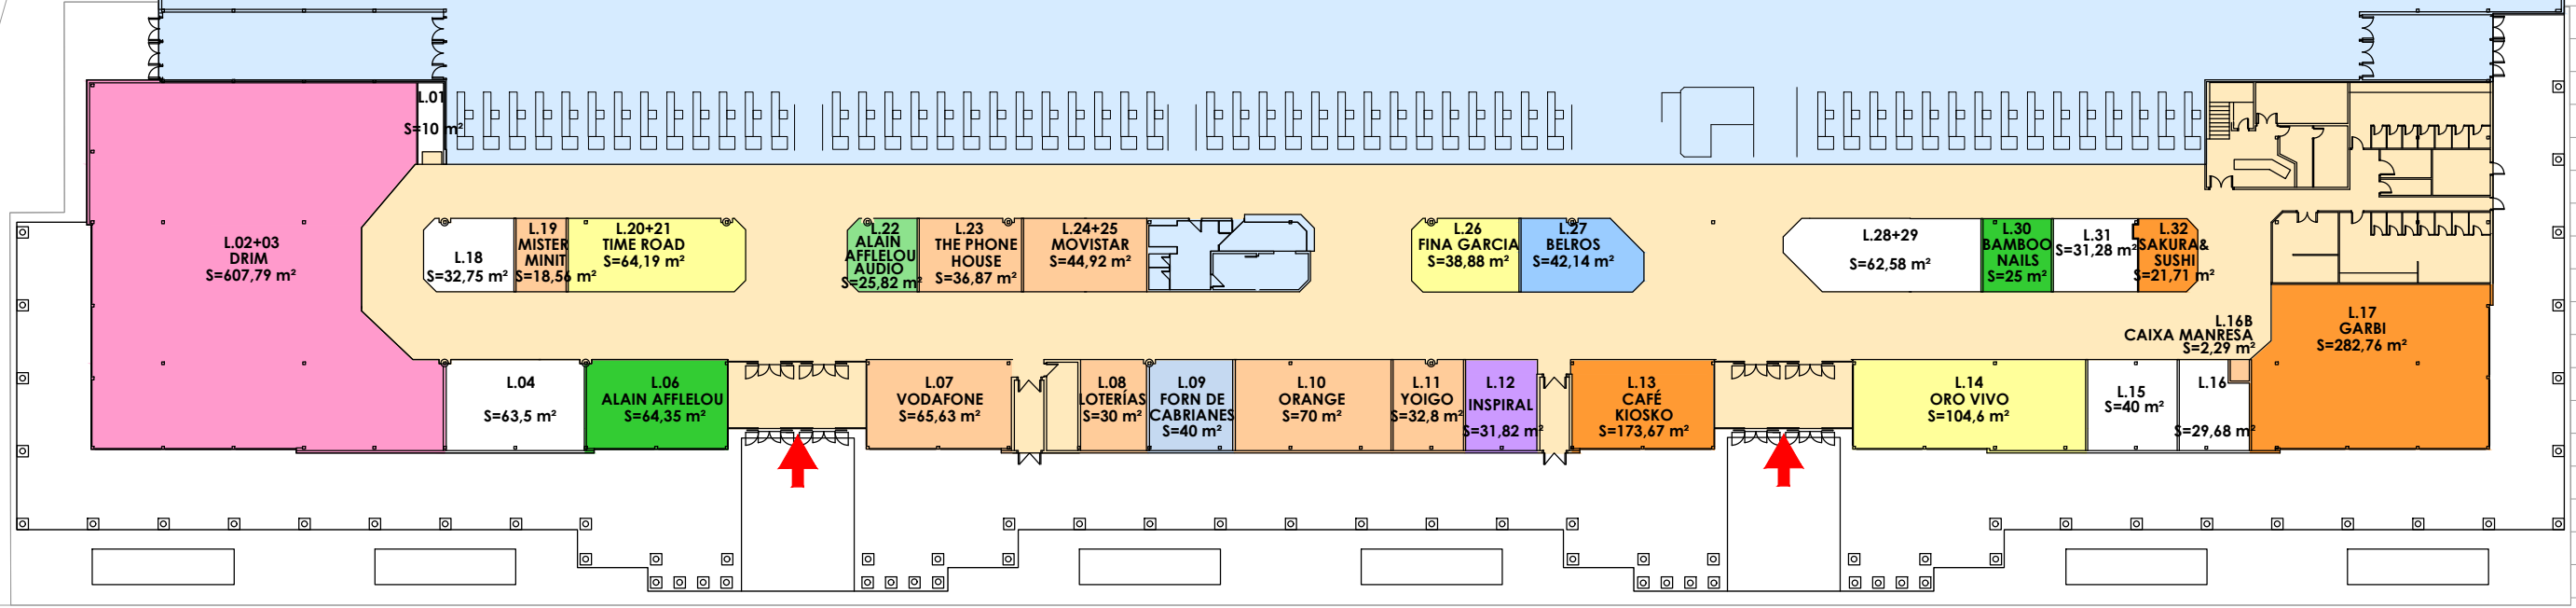 L.01
S=10 m²
L.02+03
DRIM
S=607,79 m²
L.18
S=32,75 m²
L.19
MISTER
MINIT
S=18,56 m²
L.20+21
TIME ROAD
S=64,19 m²
L.22
ALAIN
AFFLELOU
AUDIO
S=25,82 m²
L.23
THE PHONE
HOUSE
S=36,87 m²
L.24+25
MOVISTAR
S=44,92 m²
L.26
FINA GARCIA
S=38,88 m²
L.27
BELROS
S=42,14 m²
L.28+29
S=62,58 m²
L.30
BAMBOO
NAILS
S=25 m²
L.31
S=31,28 m²
L.32
SAKURA&
SUSHI
S=21,71 m²
L.16B
CAIXA MANRESA
S=2,29 m²
L.17
GARBI
S=282,76 m²
L.04
S=63,5 m²
L.06
ALAIN AFFLELOU
S=64,35 m²
L.07
VODAFONE
S=65,63 m²
L.08
LOTERÍAS
S=30 m²
L.09
FORN DE
CABRIANES
S=40 m²
L.10
ORANGE
S=70 m²
L.11
YOIGO
S=32,8 m²
L.12
INSPIRAL
S=31,82 m²
L.13
CAFÉ
KIOSKO
S=173,67 m²
L.14
ORO VIVO
S=104,6 m²
L.15
S=40 m²
L.16
S=29,68 m²